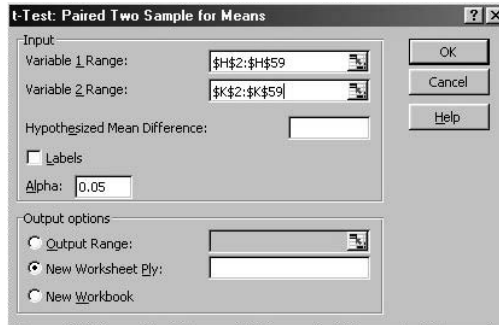 t-Test: Paired Two Sample for Means
Input
Variable 1 Range: $H$2:$H$59
Variable 2 Range: $K$2:$K$59
Hypothesized Mean Difference:
Labels
Alpha: 0.05
OK
Cancel
Help
Output options
Output Range:
New Worksheet Ply:
New Workbook